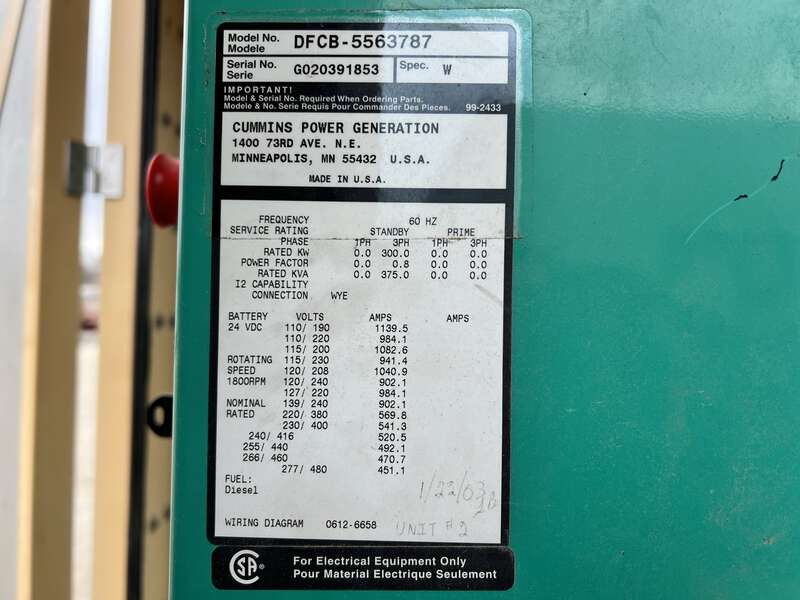 Model No. DFCB-5563787
Modele
Serial No. G020391853 Spec. W
Serie
IMPORTANT!
Model & Serial No. Required When Ordering Parts.
Modele & No. Serie Requis Pour Commander Des Pieces. 99-2433
CUMMINS POWER GENERATION
1400 73RD AVE. N.E.
MINNEAPOLIS, MN 55432 U.S.A.
MADE IN U.S.A.
FREQUENCY 60 HZ
SERVICE RATING STANDBY PRIME
PHASE 1PH 3PH 1PH 3PH
RATED KW 0.0 300.0 0.0 0.0
POWER FACTOR 0.0 0.8 0.0 0.0
RATED KVA 0.0 375.0 0.0 0.0
I2 CAPABILITY
CONNECTION WYE
BATTERY VOLTS AMPS AMPS
24 VDC 110/ 190 1139.5
110/ 220 984.1
115/ 200 1082.6
ROTATING 115/ 230 941.4
SPEED 120/ 208 1040.9
1800RPM 120/ 240 902.1
127/ 220 984.1
NOMINAL 139/ 240 902.1
RATED 220/ 380 569.8
230/ 400 541.3
240/ 416 520.5
255/ 440 492.1
266/ 460 470.7
277/ 480 451.1
FUEL:
Diesel
1/22/03
WIRING DIAGRAM 0612-6658 UNIT #2
CSA
For Electrical Equipment Only
Pour Material Electrique Seulement